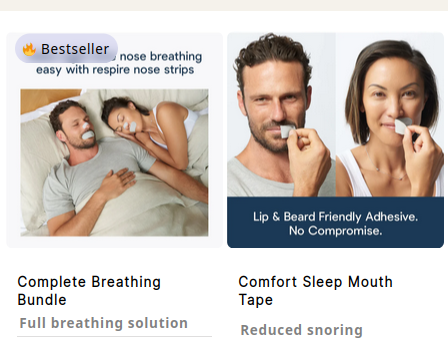 🔥 Bestseller
nose breathing
easy with respire nose strips
Lip & Beard Friendly Adhesive.
No Compromise.
Complete Breathing
Bundle
Full breathing solution
Comfort Sleep Mouth
Tape
Reduced snoring